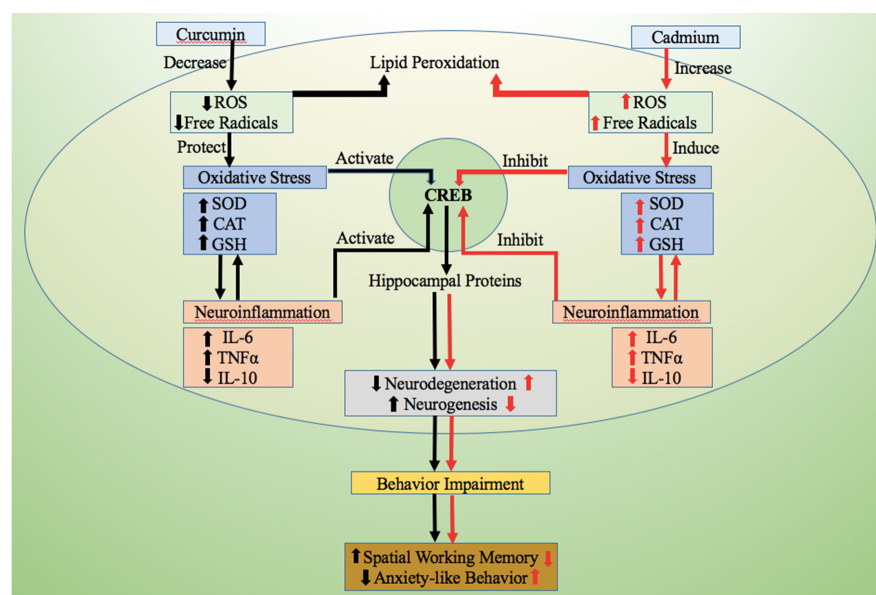 Curcumin
Cadmium
Decrease
Lipid Peroxidation
Increase
ROS
Free Radicals
ROS
Free Radicals
Protect
Activate
Inhibit
Induce
Oxidative Stress
CREB
Oxidative Stress
SOD
CAT
GSH
SOD
CAT
GSH
Activate
Inhibit
Hippocampal Proteins
Neuroinflammation
Neuroinflammation
IL-6
TNFα
IL-10
IL-6
TNFα
IL-10
Neurodegeneration
Neurogenesis
Behavior Impairment
Spatial Working Memory
Anxiety-like Behavior